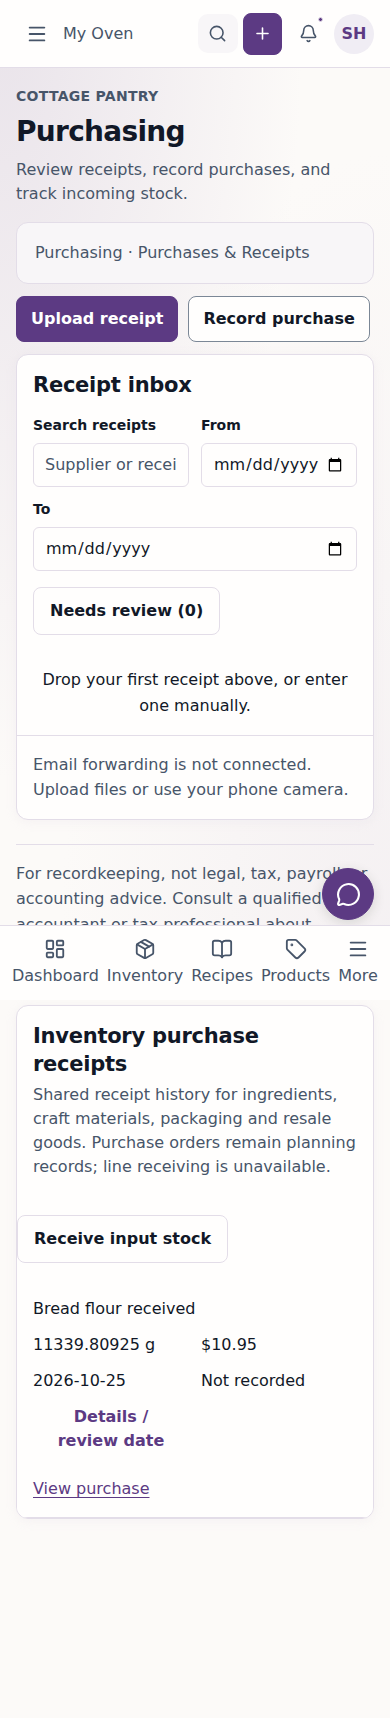 My Oven
SH
COTTAGE PANTRY
Purchasing
Review receipts, record purchases, and
track incoming stock.
Purchasing · Purchases & Receipts
Upload receipt
Record purchase
Receipt inbox
Search receipts
From
Supplier or recei
mm/dd/yyyy
To
mm/dd/yyyy
Needs review (0)
Drop your first receipt above, or enter
one manually.
Email forwarding is not connected.
Upload files or use your phone camera.
For recordkeeping, not legal, tax, payroll
accounting advice. Consult a qualified
accountant or tax professional about
Dashboard
Inventory
Recipes
Products
More
Inventory purchase
receipts
Shared receipt history for ingredients,
craft materials, packaging and resale
goods. Purchase orders remain planning
records; line receiving is unavailable.
Receive input stock
Bread flour received
11339.80925 g
$10.95
2026-10-25
Not recorded
Details /
review date
View purchase